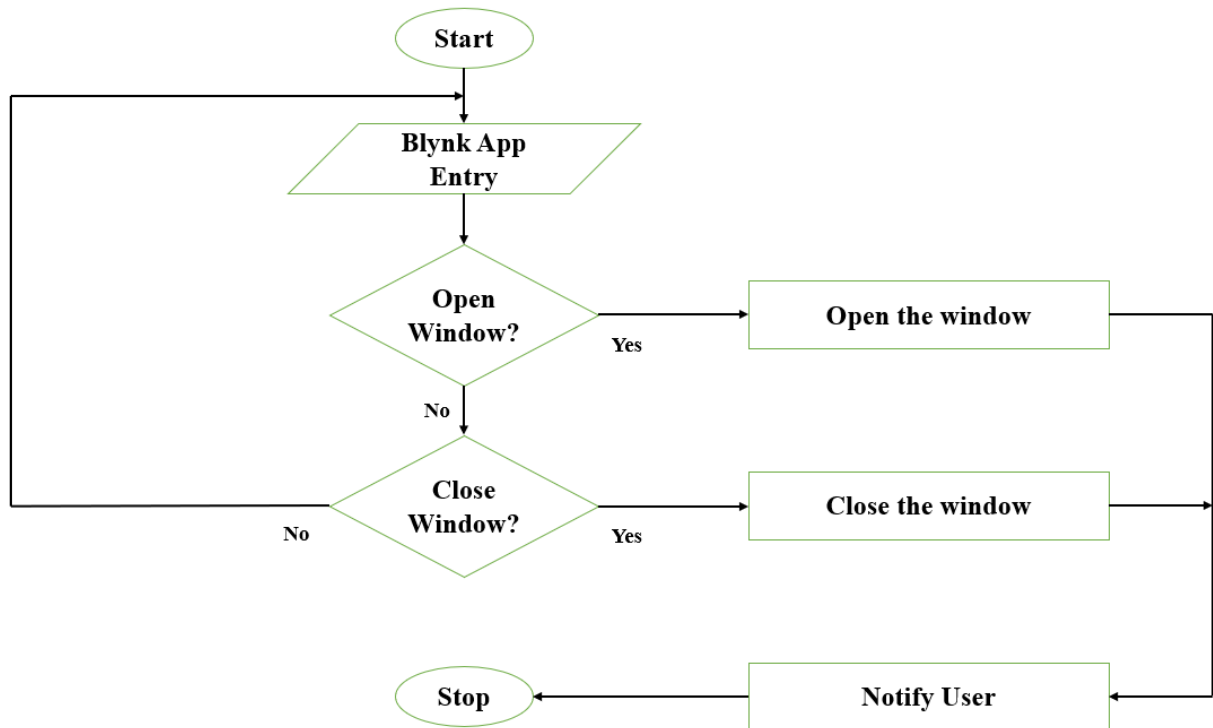 Start
Blynk App
Entry
Open
Window?
Yes
Open the window
No
Close
Window?
No
Yes
Close the window
Stop
Notify User